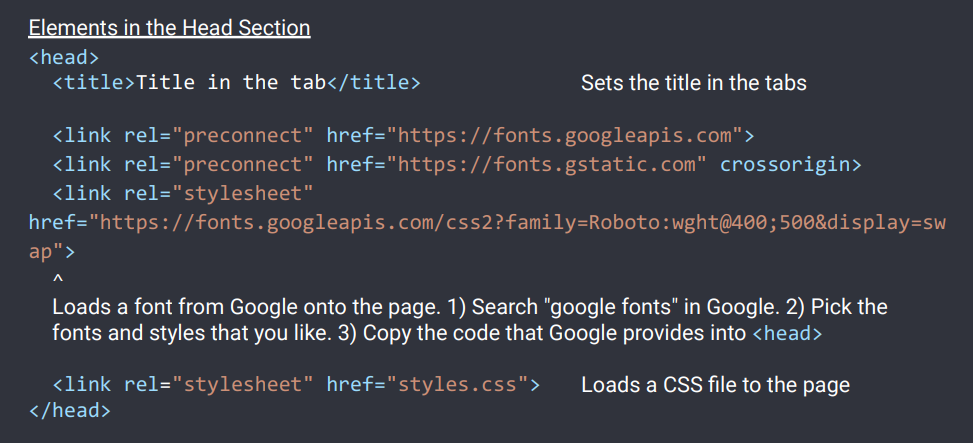 Elements in the Head Section
<head>
<title>Title in the tab</title> Sets the title in the tabs
<link rel="preconnect" href="https://fonts.googleapis.com">
<link rel="preconnect" href="https://fonts.gstatic.com" crossorigin>
<link rel="stylesheet"
href="https://fonts.googleapis.com/css2?family=Roboto:wght@400;500&display=sw
ap">
^
Loads a font from Google onto the page. 1) Search "google fonts" in Google. 2) Pick the
fonts and styles that you like. 3) Copy the code that Google provides into <head>
<link rel="stylesheet" href="styles.css"> Loads a CSS file to the page
</head>